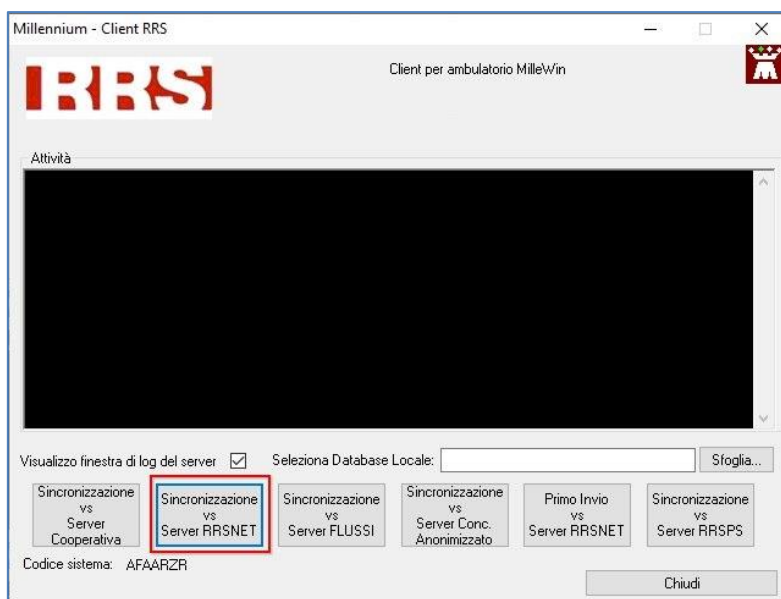 Millennium - Client RRS
RRS
Client per ambulatorio MilleWin
Attività
Visualizzo finestra di log del server
Seleziona Database Locale:
Sfoglia...
Sincronizzazione
vs
Server
Cooperativa
Sincronizzazione
vs
Server RRSNET
Sincronizzazione
vs
Server FLUSSI
Sincronizzazione
vs
Server Conc.
Anonimizzato
Primo Invio
vs
Server RRSNET
Sincronizzazione
vs
Server RRSPS
Codice sistema: AFAARZR
Chiudi